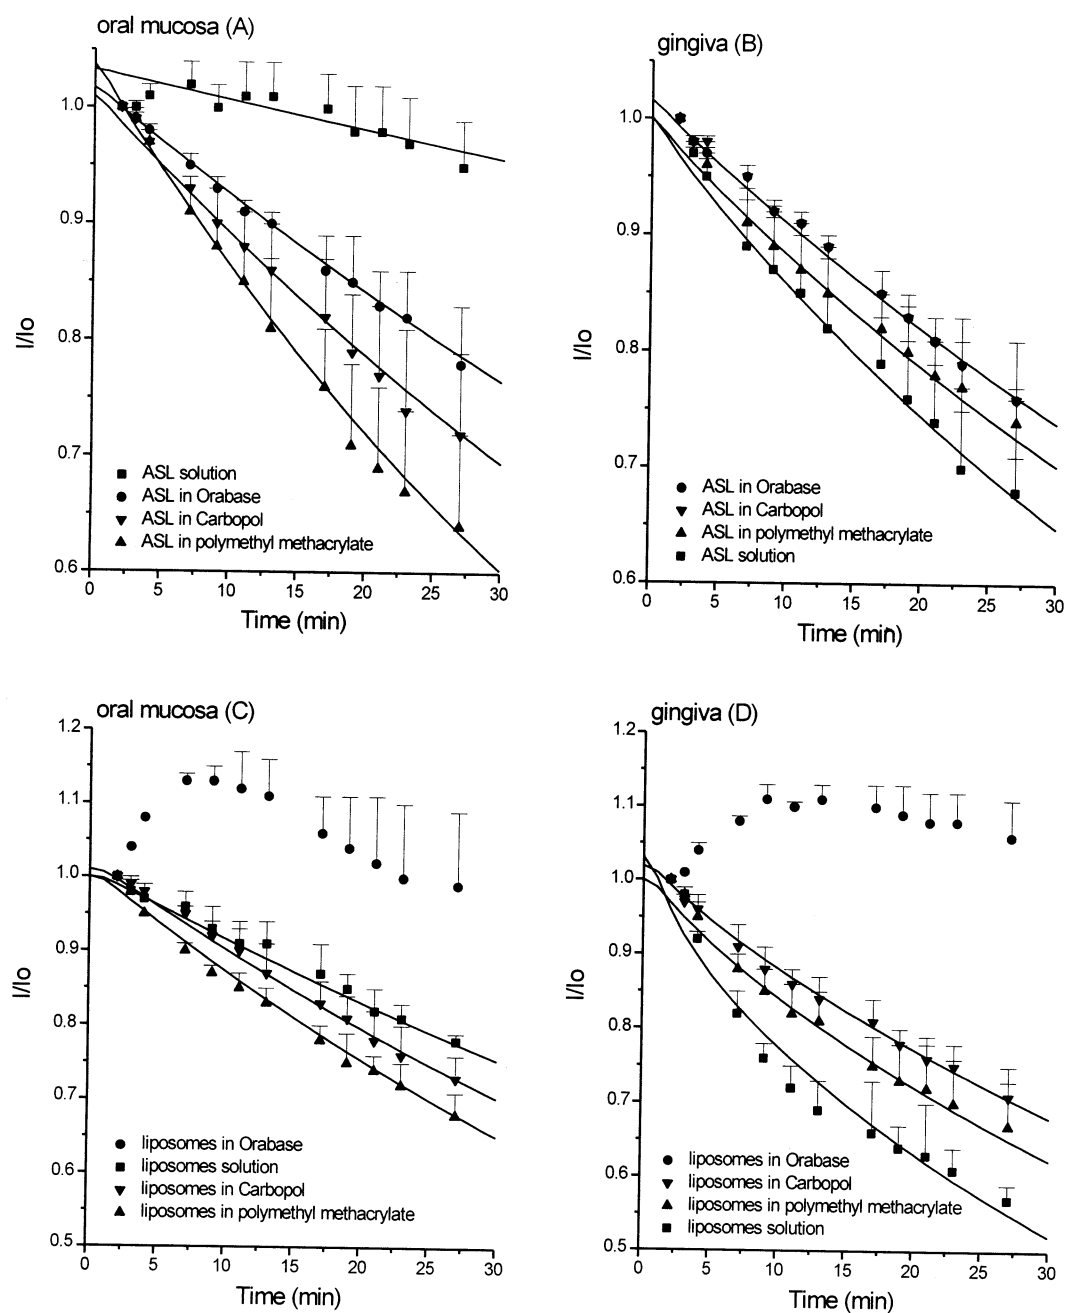 oral mucosa (A)
1.0
0.9
0.8
0.7
0.6
I/Io
ASL solution
ASL in Orabase
ASL in Carbopol
ASL in polymethyl methacrylate
0 5 10 15 20 25 30
Time (min)
gingiva (B)
1.0
0.9
0.8
0.7
0.6
I/Io
ASL in Orabase
ASL in Carbopol
ASL in polymethyl methacrylate
ASL solution
0 5 10 15 20 25 30
Time (min)
oral mucosa (C)
1.2
1.1
1.0
0.9
0.8
0.7
0.6
0.5
I/Io
liposomes in Orabase
liposomes solution
liposomes in Carbopol
liposomes in polymethyl methacrylate
0 5 10 15 20 25 30
Time (min)
gingiva (D)
1.2
1.1
1.0
0.9
0.8
0.7
0.6
0.5
I/Io
liposomes in Orabase
liposomes in Carbopol
liposomes in polymethyl methacrylate
liposomes solution
0 5 10 15 20 25 30
Time (min)